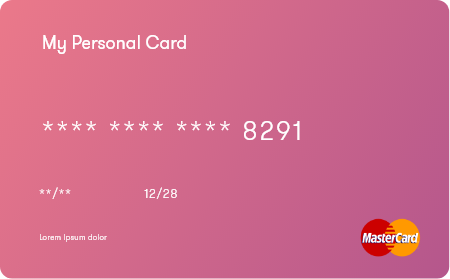 My Personal Card
**** **** **** 8291
**/** 12/28
Lorem Ipsum dolor
MasterCard